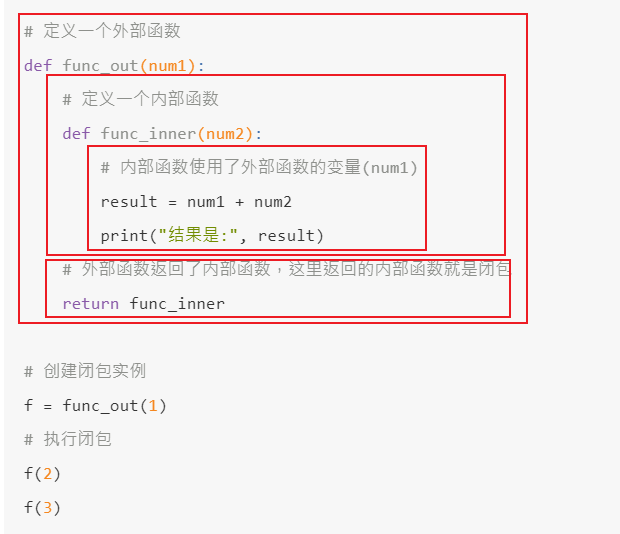 # 定义一个外部函数
def func_out(num1):
    # 定义一个内部函数
    def func_inner(num2):
        # 内部函数使用了外部函数的变量(num1)
        result = num1 + num2
        print("结果是:", result)
    # 外部函数返回了内部函数，这里返回的内部函数就是闭包
    return func_inner
# 创建闭包实例
f = func_out(1)
# 执行闭包
f(2)
f(3)